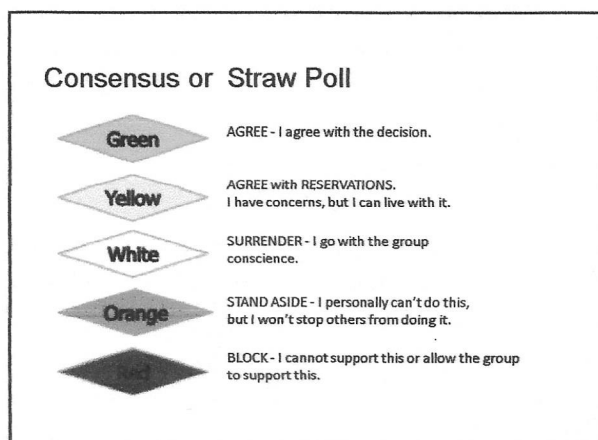 Consensus or Straw Poll
Green
AGREE - I agree with the decision.
Yellow
AGREE with RESERVATIONS.
I have concerns, but I can live with it.
White
SURRENDER - I go with the group
conscience.
Orange
STAND ASIDE - I personally can't do this,
but I won't stop others from doing it.
Red
BLOCK - I cannot support this or allow the group
to support this.